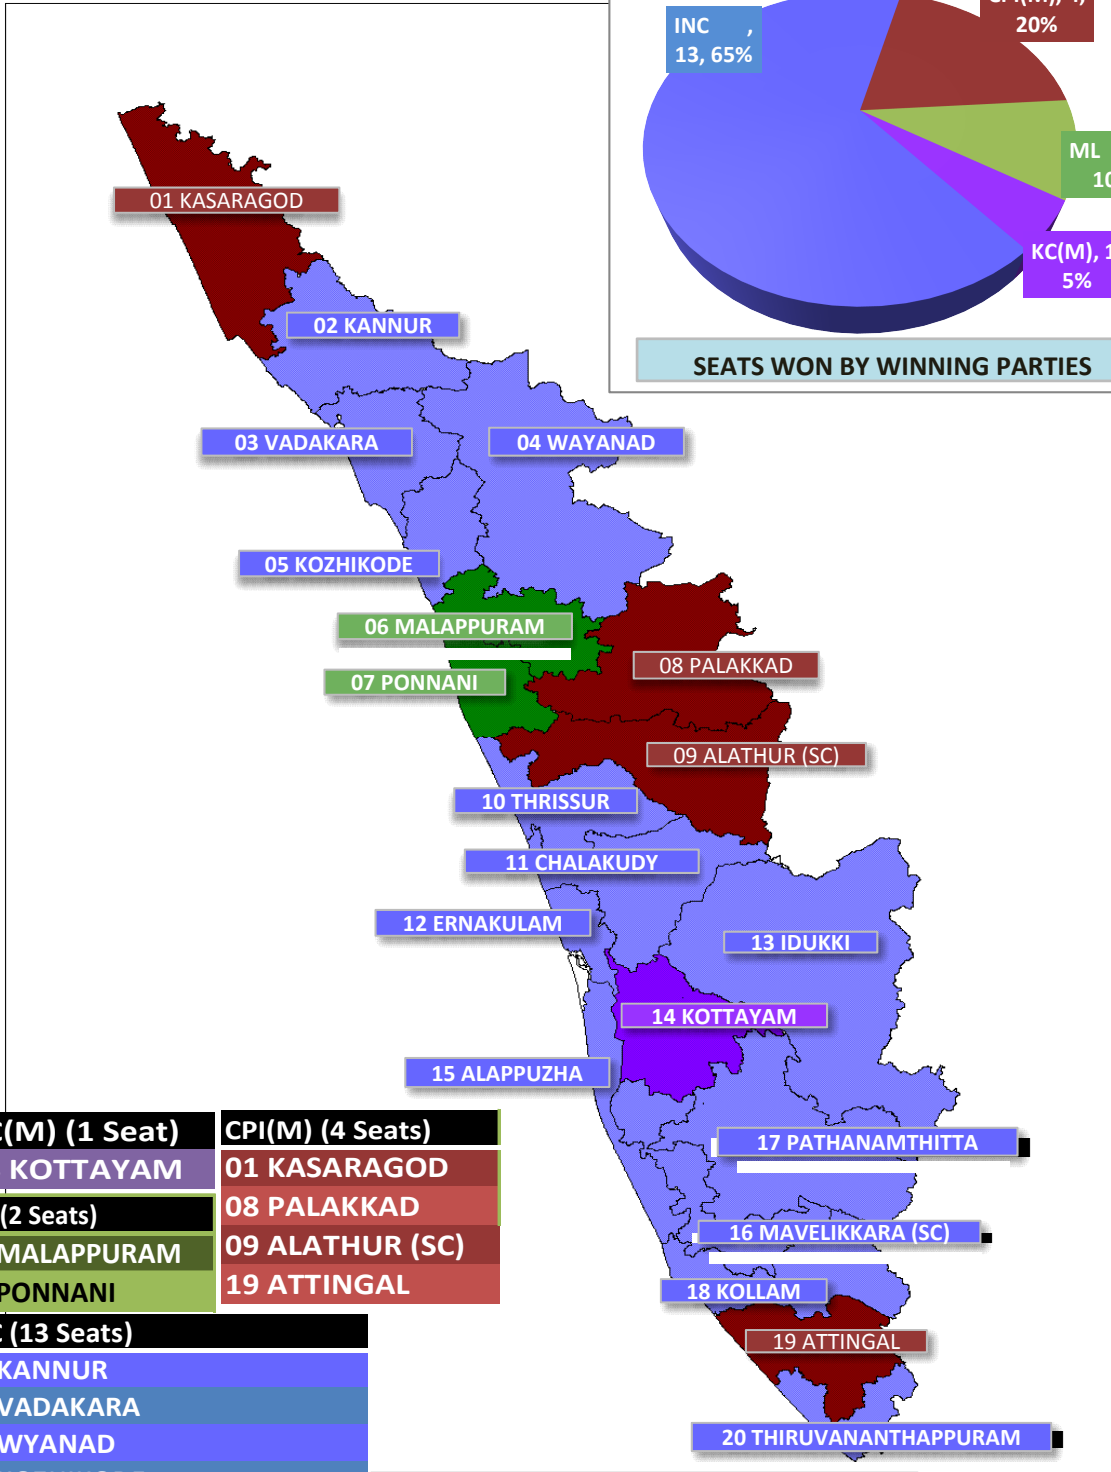 INC ,
13, 65%
20%
ML
KC(M), 1
5%
SEATS WON BY WINNING PARTIES
01 KASARAGOD
02 KANNUR
03 VADAKARA
04 WAYANAD
05 KOZHIKODE
06 MALAPPURAM
07 PONNANI
08 PALAKKAD
09 ALATHUR (SC)
10 THRISSUR
11 CHALAKUDY
12 ERNAKULAM
13 IDUKKI
14 KOTTAYAM
15 ALAPPUZHA
17 PATHANAMTHITTA
16 MAVELIKKARA (SC)
18 KOLLAM
19 ATTINGAL
20 THIRUVANANTHAPPURAM
C(M) (1 Seat)
KOTTAYAM
(2 Seats)
MALAPPURAM
PONNANI
CPI(M) (4 Seats)
01 KASARAGOD
08 PALAKKAD
09 ALATHUR (SC)
19 ATTINGAL
(13 Seats)
KANNUR
VADAKARA
WYANAD